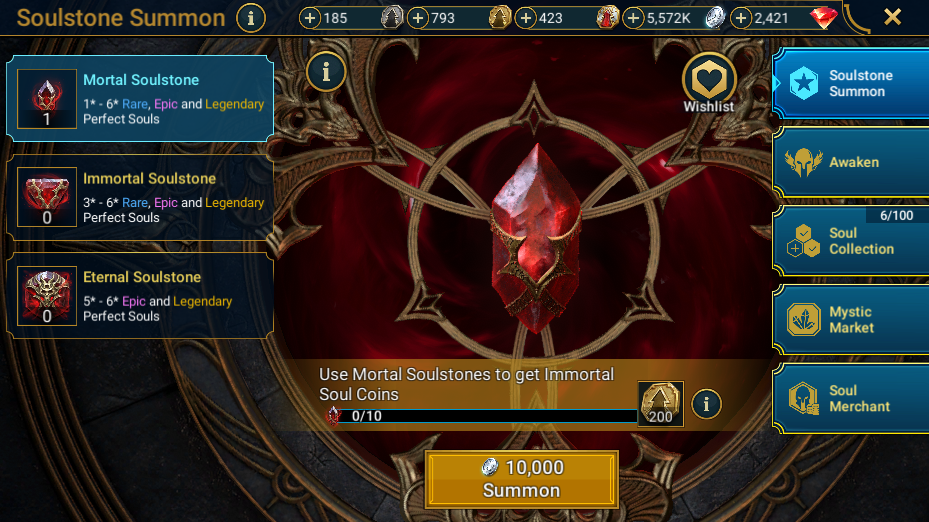 Soulstone Summon
185
793
423
5,572K
2,421
Mortal Soulstone
1* - 6* Rare, Epic and Legendary
Perfect Souls
1
Immortal Soulstone
3* - 6* Rare, Epic and Legendary
Perfect Souls
0
Eternal Soulstone
5* - 6* Epic and Legendary
Perfect Souls
0
Wishlist
Use Mortal Soulstones to get Immortal
Soul Coins
0/10
200
10,000
Summon
Soulstone
Summon
Awaken
6/100
Soul
Collection
Mystic
Market
Soul
Merchant